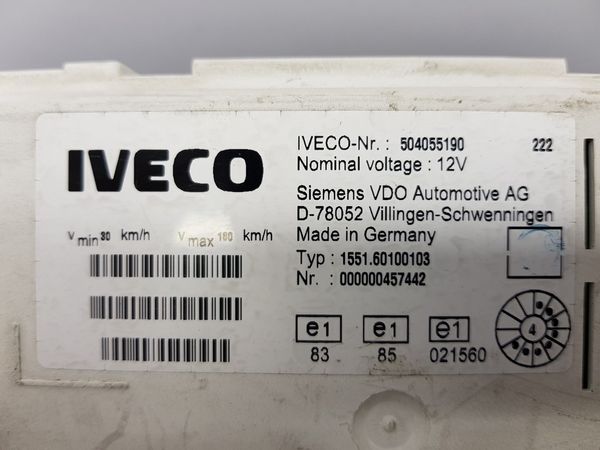 IVECO
IVECO-Nr. : 504055190 222
Nominal voltage : 12V
Siemens VDO Automotive AG
D-78052 Villingen-Schwenningen
Made in Germany
Typ : 1551.60100103
Nr. : 000000457442
V min 30 km/h V max 160 km/h
e1 e1 e1
83 85 021560
4